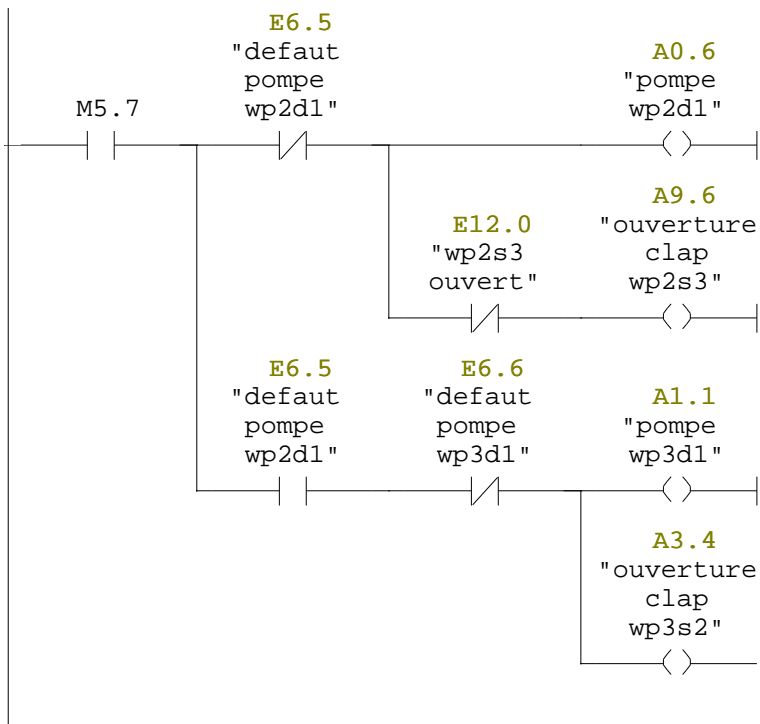 E6.5
"defaut
pompe
wp2d1"
A0.6
"pompe
wp2d1"
M5.7
E12.0
"wp2s3
ouvert"
A9.6
"ouverture
clap
wp2s3"
E6.5
"defaut
pompe
wp2d1"
E6.6
"defaut
pompe
wp3d1"
A1.1
"pompe
wp3d1"
A3.4
"ouverture
clap
wp3s2"